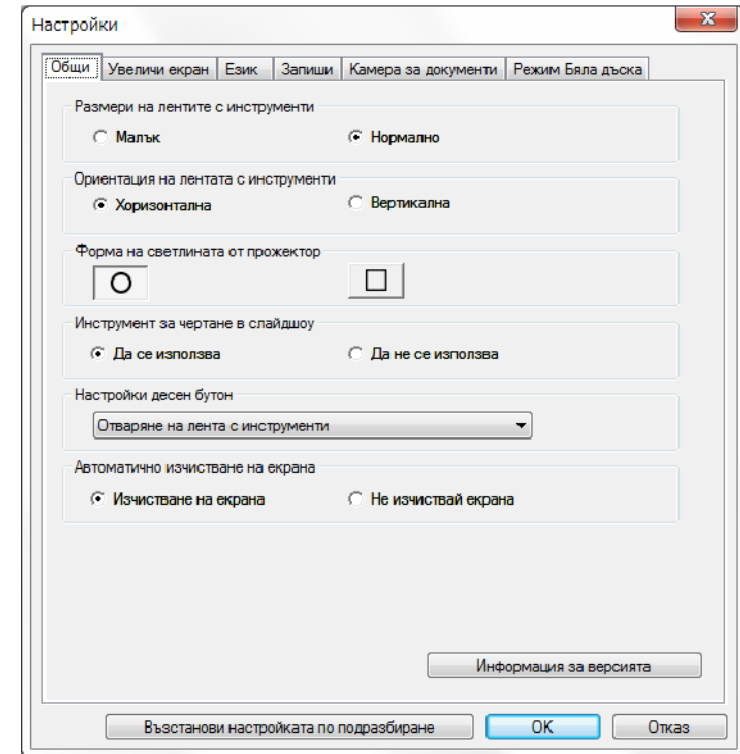 Настройки
Общи Увеличи екран Език Запиши Камера за документи Режим Бяла дъска
Размери на лентите с инструменти
Малък Нормално
Ориентация на лентата с инструменти
Хоризонтална Вертикална
Форма на светлината от прожектор
Инструмент за чертане в слайдшоу
Да се използва Да не се използва
Настройки десен бутон
Отваряне на лента с инструменти
Автоматично изчистване на екрана
Изчистване на екрана Не изчиствай екрана
Информация за версията
Възстанови настройката по подразбиране OK Отказ